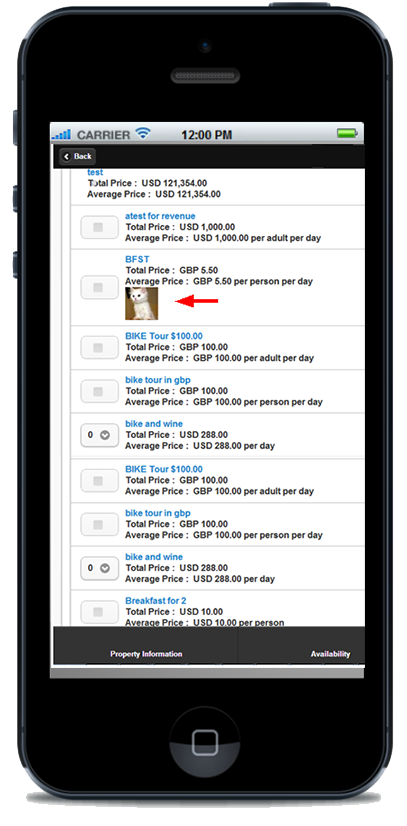 CARRIER 12:00 PM
Back
test
Total Price : USD 121,354.00
Average Price : USD 121,354.00
atest for revenue
Total Price : USD 1,000.00
Average Price : USD 1,000.00 per adult per day
BFST
Total Price : GBP 5.50
Average Price : GBP 5.50 per person per day
BIKE Tour $100.00
Total Price : GBP 100.00
Average Price : GBP 100.00 per adult per day
bike tour in gbp
Total Price : GBP 100.00
Average Price : GBP 100.00 per person per day
bike and wine
0 Total Price : USD 288.00
Average Price : USD 288.00 per day
BIKE Tour $100.00
Total Price : GBP 100.00
Average Price : GBP 100.00 per adult per day
bike tour in gbp
Total Price : GBP 100.00
Average Price : GBP 100.00 per person per day
bike and wine
0 Total Price : USD 288.00
Average Price : USD 288.00 per day
Breakfast for 2
Total Price : USD 10.00
Average Price : USD 10.00 per person
Property Information Availability